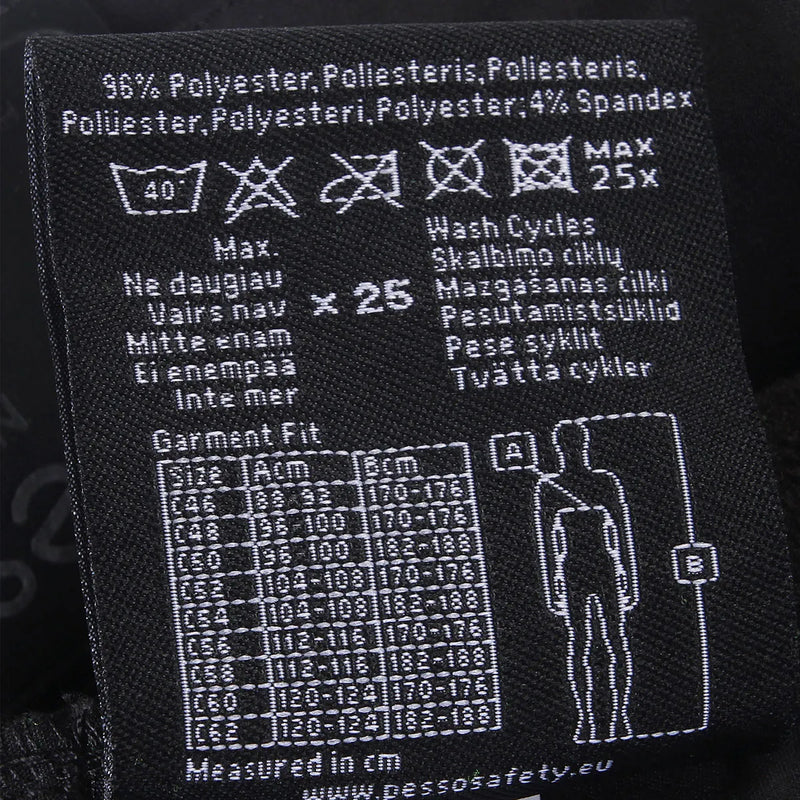 96% Polyester, Poliesteris, Poliesteris,
Polüester, Polyesteri, Polyester; 4% Spandex
40°
MAX
25x
Max.
Ne daugiau
Vairs nav
Mitte enam
Ei enempää
Inte mer
x 25
Wash Cycles
Skalbimo ciklų
Mazgāšanas cilki
Pesutamistsüklid
Pese syklit
Tvätta cykler
Garment Fit
Size Acm Bcm
C46 88-92 170-176
C48 96-100 170-176
C50 96-100 182-188
C52 104-108 170-176
C54 104-108 182-188
C56 112-116 170-176
C58 112-116 182-188
C60 120-124 170-176
C62 120-124 182-188
A
B
Measured in cm
www.pessosafety.eu